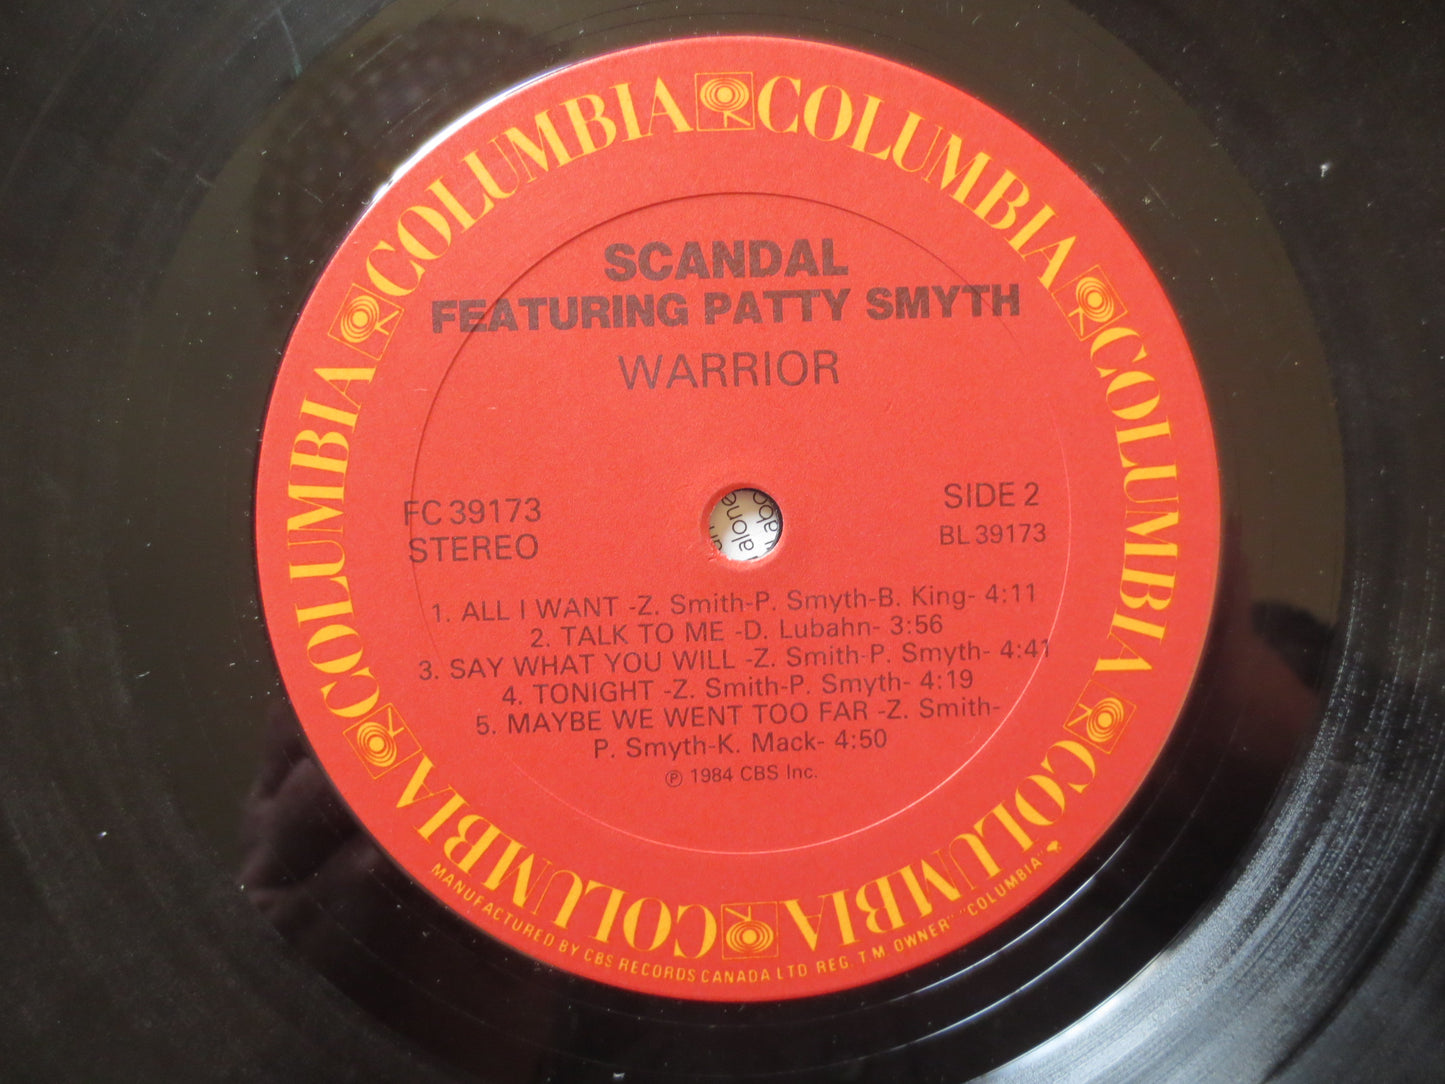 COLUMBIA COLUMBIA COLUMBIA COLUMBIA COLUMBIA COLUMBIA
SCANDAL
FEATURING PATTY SMYTH
WARRIOR
FC 39173
STEREO
SIDE 2
BL 39173
alone
1. ALL I WANT -Z. Smith-P. Smyth-B. King- 4:11
2. TALK TO ME -D. Lubahn- 3:56
3. SAY WHAT YOU WILL -Z. Smith-P. Smyth- 4:41
4. TONIGHT -Z. Smith-P. Smyth- 4:19
5. MAYBE WE WENT TOO FAR -Z. Smith-
P. Smyth-K. Mack- 4:50
℗ 1984 CBS Inc.
MANUFACTURED BY CBS RECORDS CANADA LTD REG. T.M. OWNER "COLUMBIA"